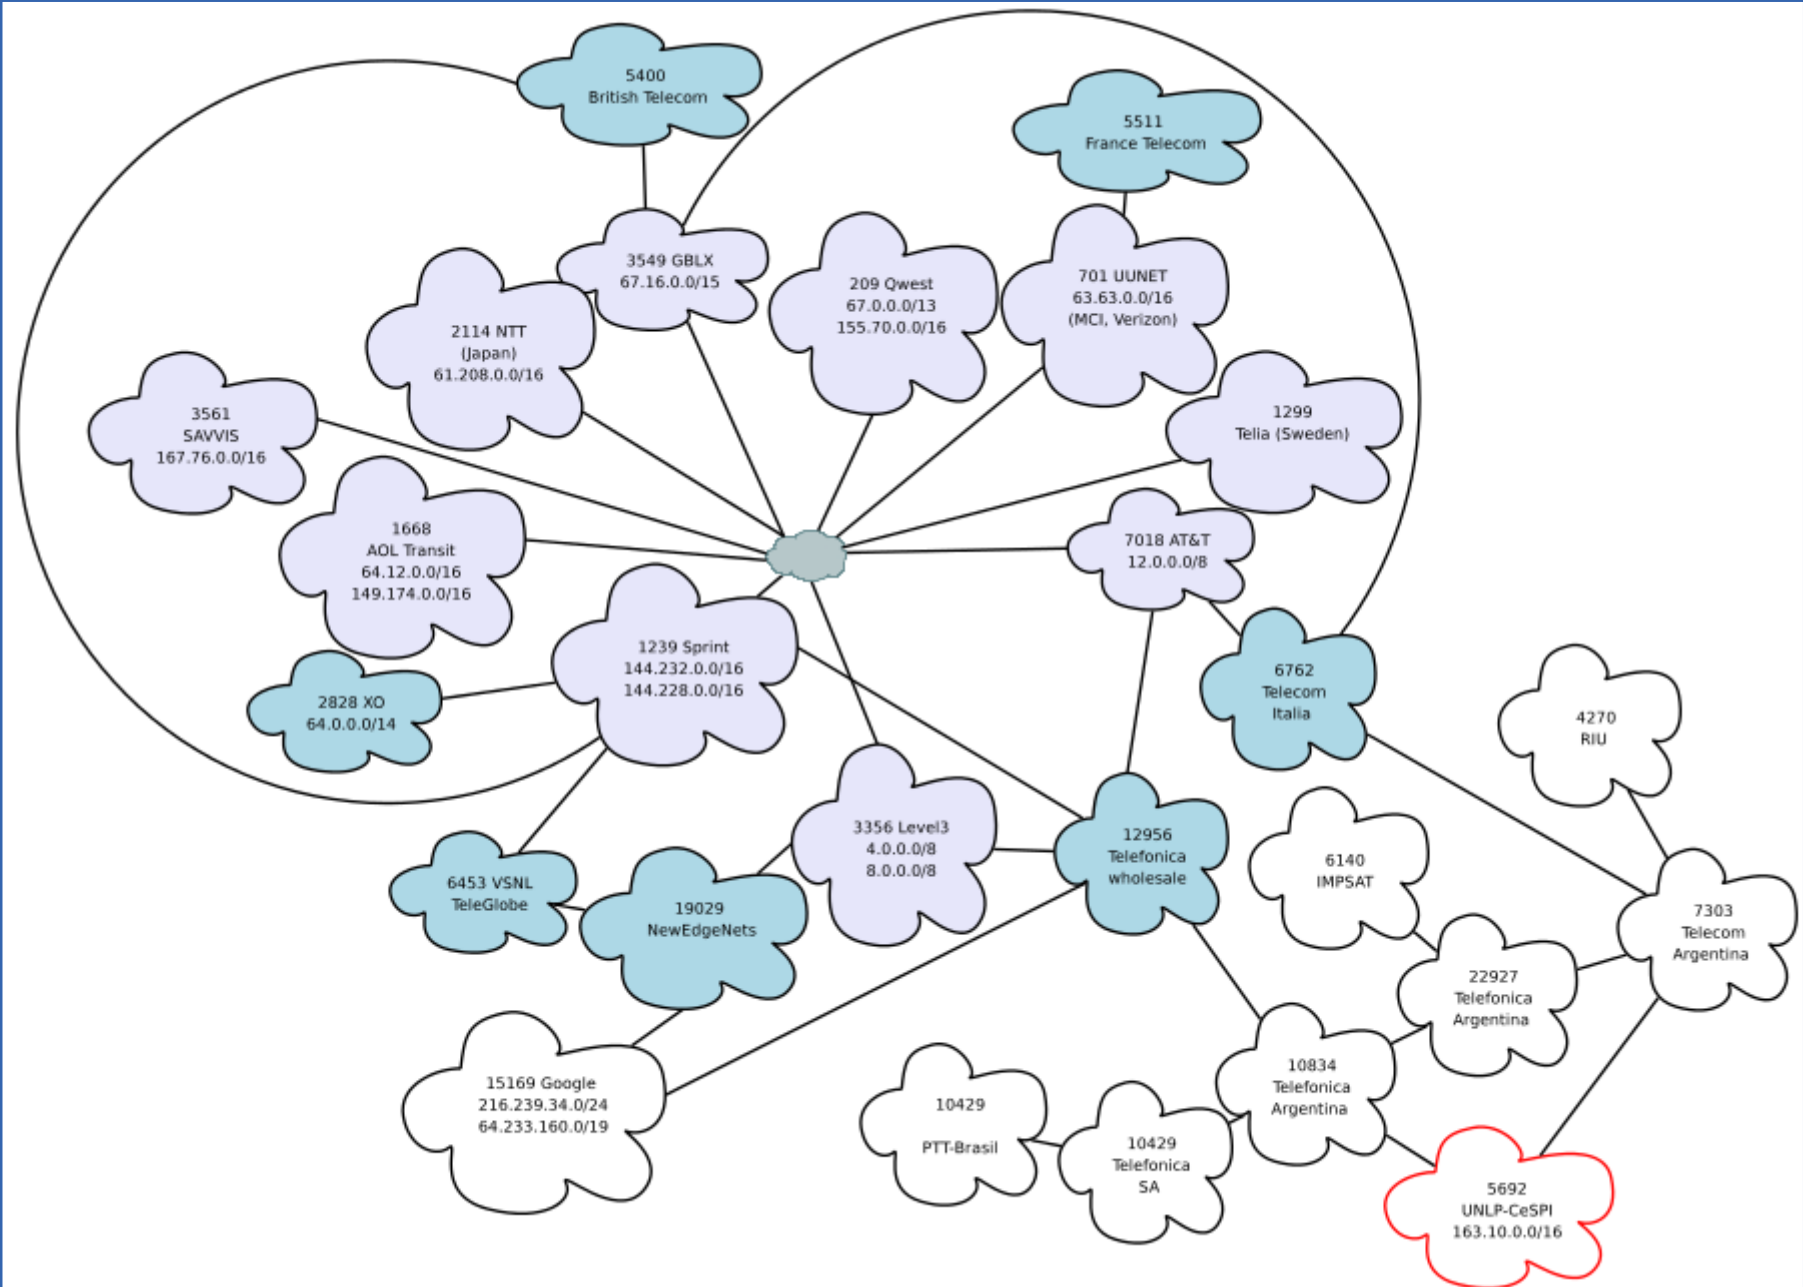 5400
British Telecom
5511
France Telecom
3549 GBLX
67.16.0.0/15
209 Qwest
67.0.0.0/13
155.70.0.0/16
701 UUNET
63.63.0.0/16
(MCI, Verizon)
2114 NTT
(Japan)
61.208.0.0/16
3561
SAVVIS
167.76.0.0/16
1299
Telia (Sweden)
1668
AOL Transit
64.12.0.0/16
149.174.0.0/16
7018 AT&T
12.0.0.0/8
1239 Sprint
144.232.0.0/16
144.228.0.0/16
2828 XO
64.0.0.0/14
6762
Telecom
Italia
4270
RIU
3356 Level3
4.0.0.0/8
8.0.0.0/8
12956
Telefonica
wholesale
6140
IMPSAT
6453 VSNL
TeleGlobe
19029
NewEdgeNets
7303
Telecom
Argentina
22927
Telefonica
Argentina
15169 Google
216.239.34.0/24
64.233.160.0/19
10834
Telefonica
Argentina
10429
PTT-Brasil
10429
Telefonica
SA
5692
UNLP-CeSPI
163.10.0.0/16